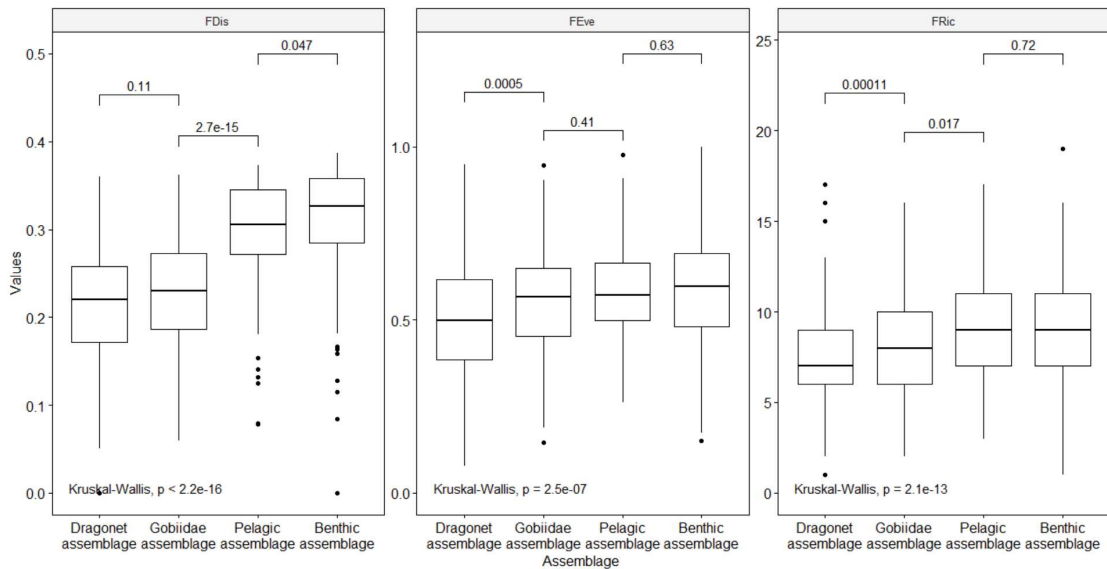 FDis
FEve
FRic
Values
0.5
0.4
0.3
0.2
0.1
0.0
0.047
0.11
2.7e-15
Kruskal-Wallis, p < 2.2e-16
Dragonet Gobiidae Pelagic Benthic
assemblage assemblage assemblage assemblage
1.0
0.5
0.0
0.63
0.0005
0.41
Kruskal-Wallis, p = 2.5e-07
Dragonet Gobiidae Pelagic Benthic
assemblage assemblage assemblage assemblage
25
20
15
10
5
0
0.72
0.00011
0.017
Kruskal-Wallis, p = 2.1e-13
Dragonet Gobiidae Pelagic Benthic
assemblage assemblage assemblage assemblage
Assemblage